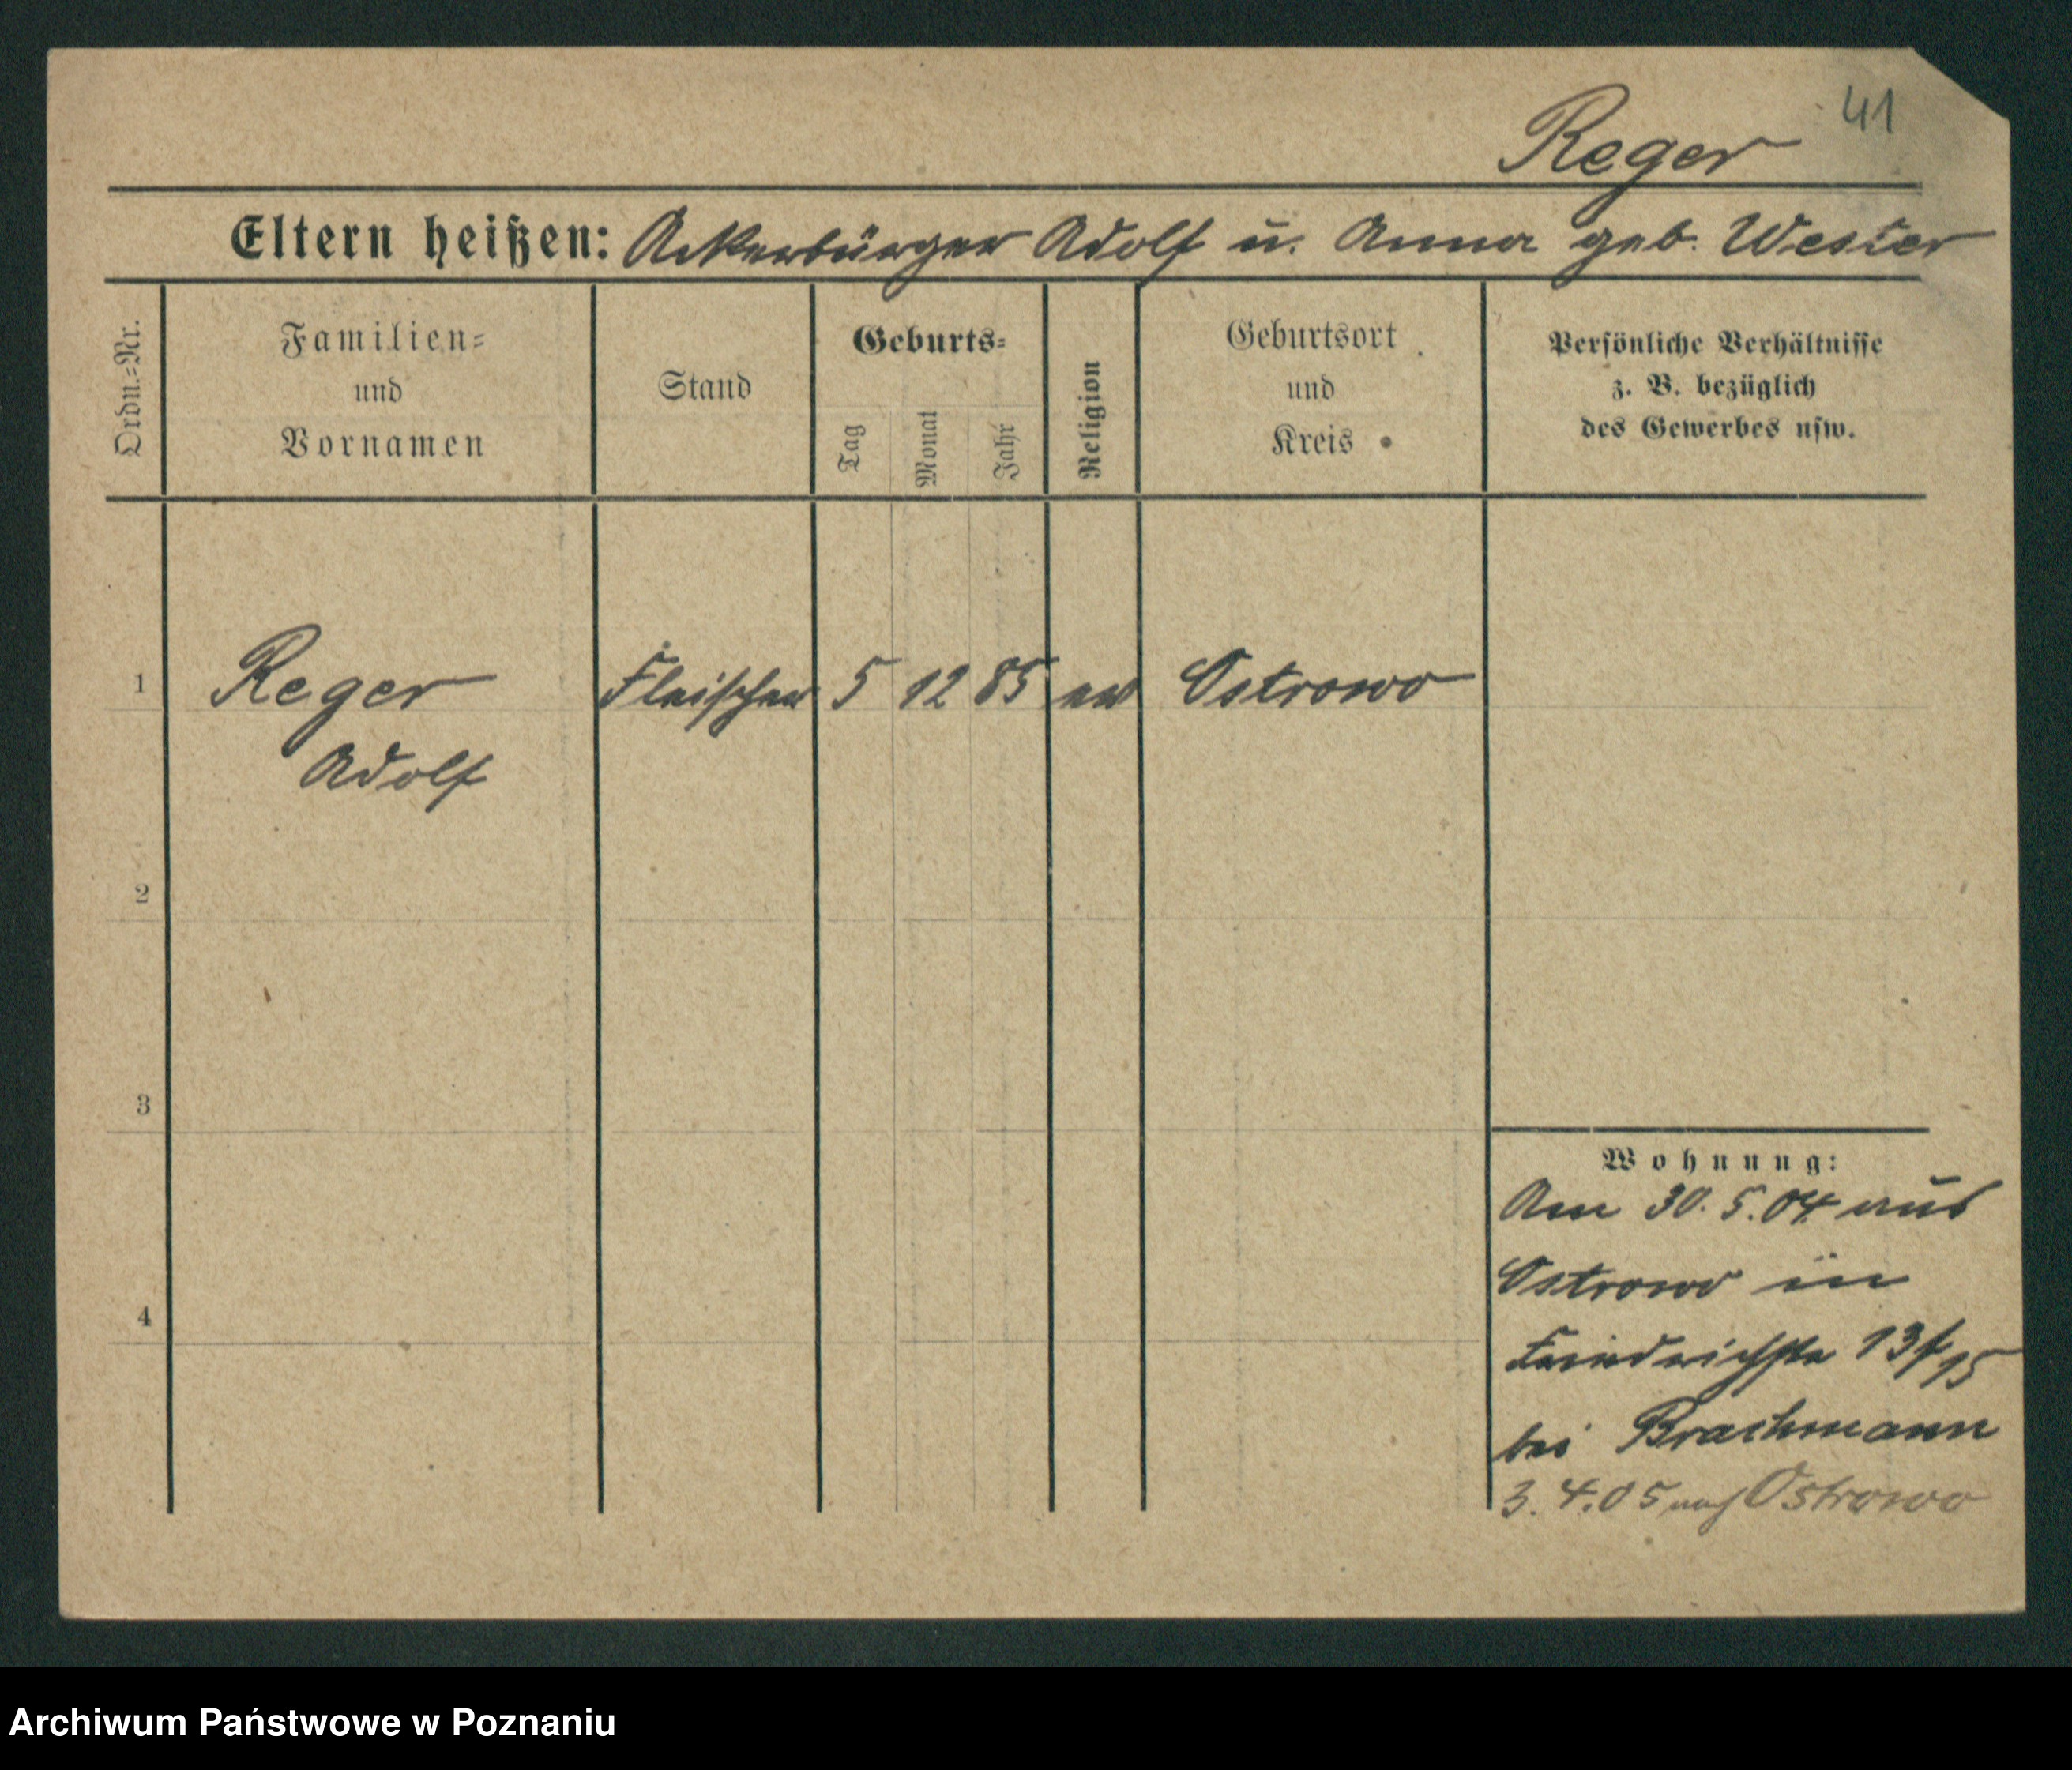 41
Reger
Eltern heißen: Ackerbürger Adolf u. Anna geb. Wester
Ordn.=Nr.
Familien=
und
Vornamen
Stand
Geburts=
Tag
Monat
Jahr
Religion
Geburtsort
und
Kreis
Persönliche Verhältnisse
z. B. bezüglich
des Gewerbes usw.
1 Reger Fleischer 5 12 85 ev Ostrowo
Adolf
2
3
4
Wohnung:
Am 30. 5. 04 aus
Ostrowo in
Friedrichstr 13/15
bei Brachmann
3. 4. 05 nach Ostrowo
Archiwum Państwowe w Poznaniu